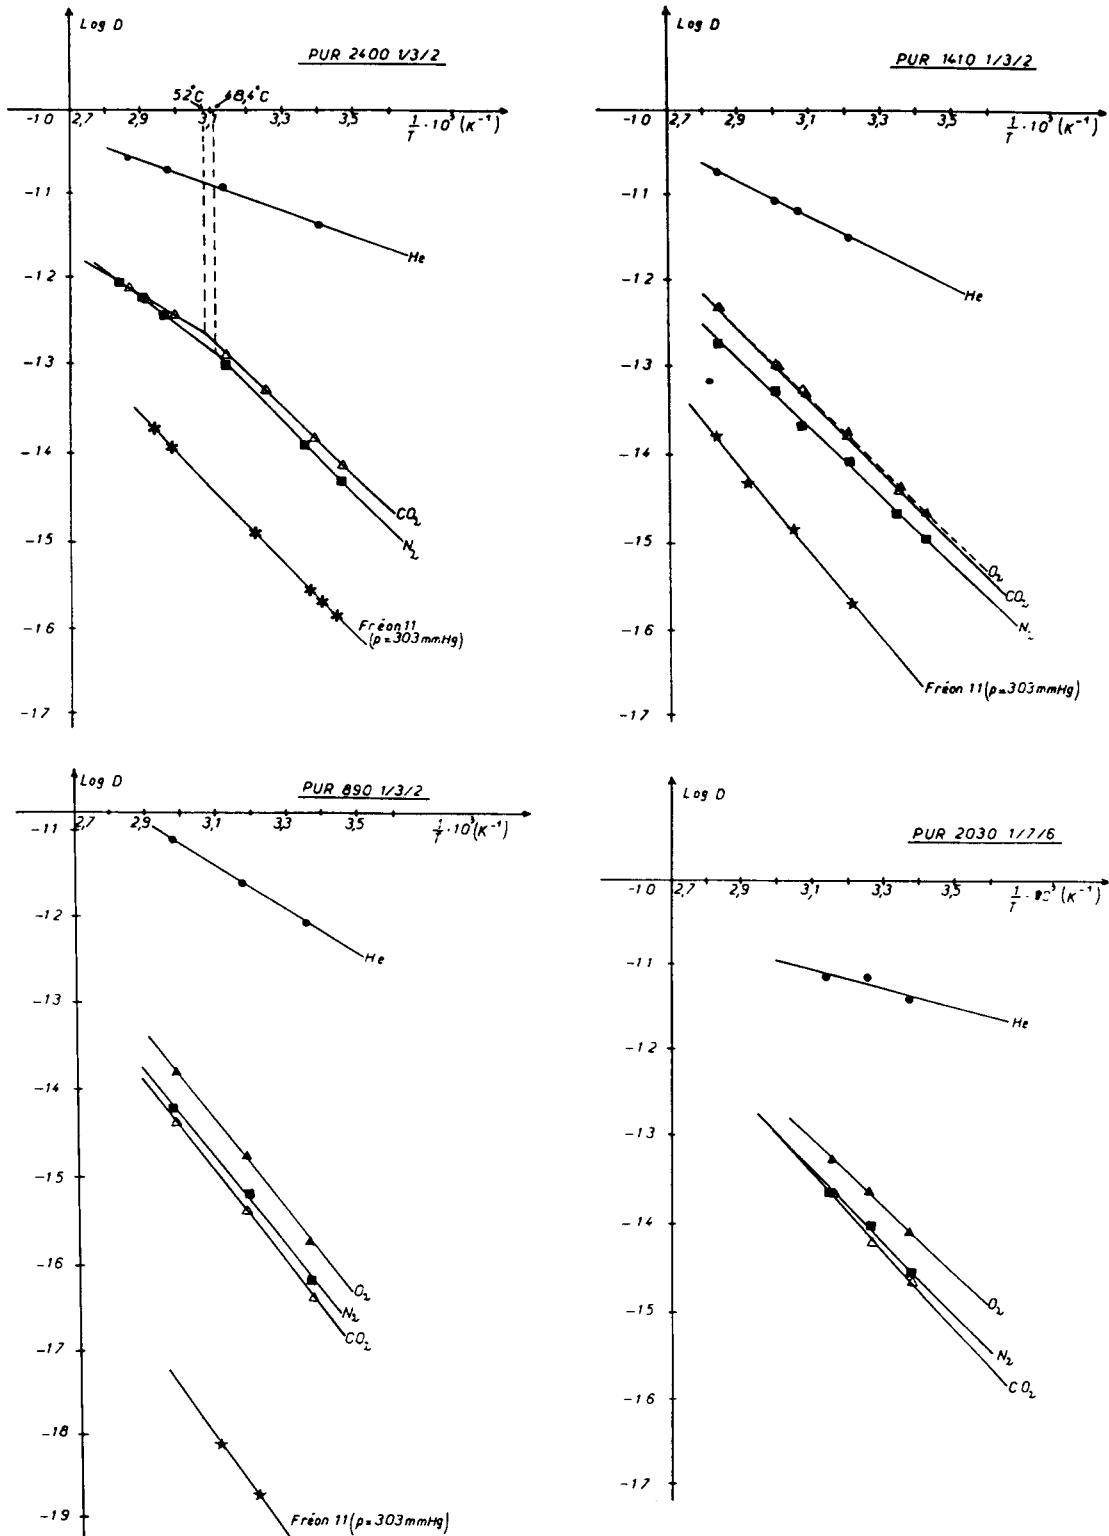 Log D
PUR 2400 1/3/2
52°C 48,4°C
-10 2,7 2,9 3,1 3,3 3,5 1/T · 10³ (K⁻¹)
-11
He
-12
-13
-14
CO₂
N₂
-15
Fréon 11
(p=303mmHg)
-16
-17
Log D
PUR 1410 1/3/2
-10 2,7 2,9 3,1 3,3 3,5 1/T · 10³ (K⁻¹)
-11
He
-12
-13
-14
-15
O₂
CO₂
N₂
-16
Fréon 11 (p=303mmHg)
-17
Log D
PUR 890 1/3/2
2,7 2,9 3,1 3,3 3,5 1/T · 10³ (K⁻¹)
-11
-12
He
-13
-14
-15
-16
O₂
N₂
CO₂
-17
-18
-19
Fréon 11 (p=303mmHg)
Log D
PUR 2030 1/7/6
-10 2,7 2,9 3,1 3,3 3,5 1/T (K⁻¹)
-11
He
-12
-13
-14
-15
O₂
N₂
CO₂
-16
-17